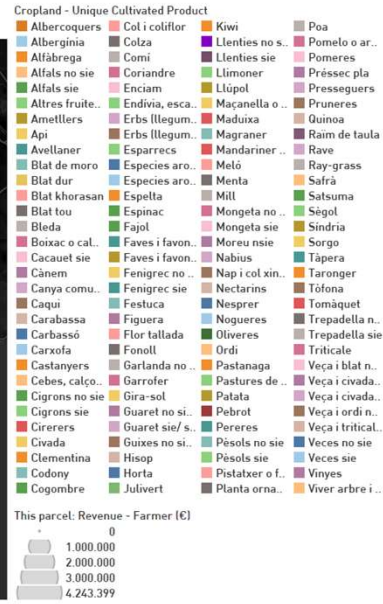 Cropland - Unique Cultivated Product
Albercoquers
Albergínia
Alfàbrega
Alfals no sie
Alfals sie
Altres fruite..
Ametllers
Api
Avellaner
Blat de moro
Blat dur
Blat khorasan
Blat tou
Bleda
Boixac o cal..
Cacauet sie
Cànem
Canya comu..
Caqui
Carabassa
Carbassó
Carxofa
Castanyers
Cebes, calço..
Cigrons no sie
Cigrons sie
Cirerers
Civada
Clementina
Codony
Cogombre
Col i coliflor
Colza
Comí
Coriandre
Enciam
Endívia, esca..
Erbs (llegum..
Erbs (llegum..
Esparrecs
Especies aro..
Especies aro..
Espelta
Espinac
Fajol
Faves i favon..
Faves i favon..
Fenigrec no ..
Fenigrec sie
Festuca
Figuera
Flor tallada
Fonoll
Garlanda no ..
Garrofer
Gira-sol
Guaret no si..
Guaret sie/ s..
Guixes no si..
Hisop
Horta
Julivert
Kiwi
Llenties no s..
Llenties sie
Llimoner
Llúpol
Maçanella o ..
Maduixa
Magraner
Mandariner ..
Meló
Menta
Mill
Mongeta no ..
Mongeta sie
Moreu nsie
Nabius
Nap i col xin..
Nectarins
Nesprer
Nogueres
Oliveres
Ordi
Pastanaga
Pastures de ..
Patata
Pebrot
Pereres
Pèsols no sie
Pèsols sie
Pistatxer o f..
Planta orna..
Poa
Pomelo o ar..
Pomeres
Préssec pla
Presseguers
Pruneres
Quinoa
Raïm de taula
Rave
Ray-grass
Safrà
Satsuma
Sègol
Síndria
Sorgo
Tàpera
Taronger
Tòfona
Tomàquet
Trepadella n..
Trepadella sie
Triticale
Veça i blat n..
Veça i civada..
Veça i civada..
Veça i ordi n..
Veça i tritical..
Veces no sie
Veces sie
Vinyes
Viver arbre i ..
This parcel: Revenue - Farmer (€)
0
1.000.000
2.000.000
3.000.000
4.243.399